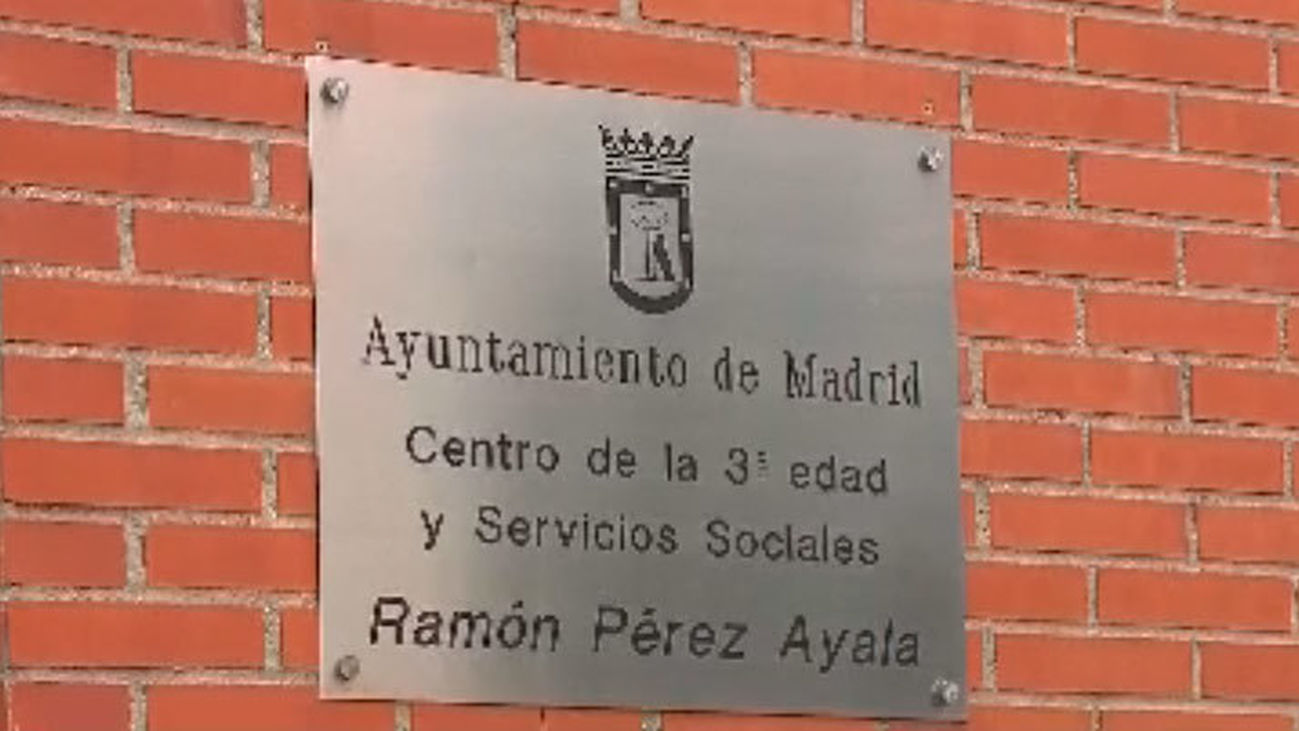 Ayuntamiento de Madrid
Centro de la 3ª edad
y Servicios Sociales
Ramón Pérez Ayala